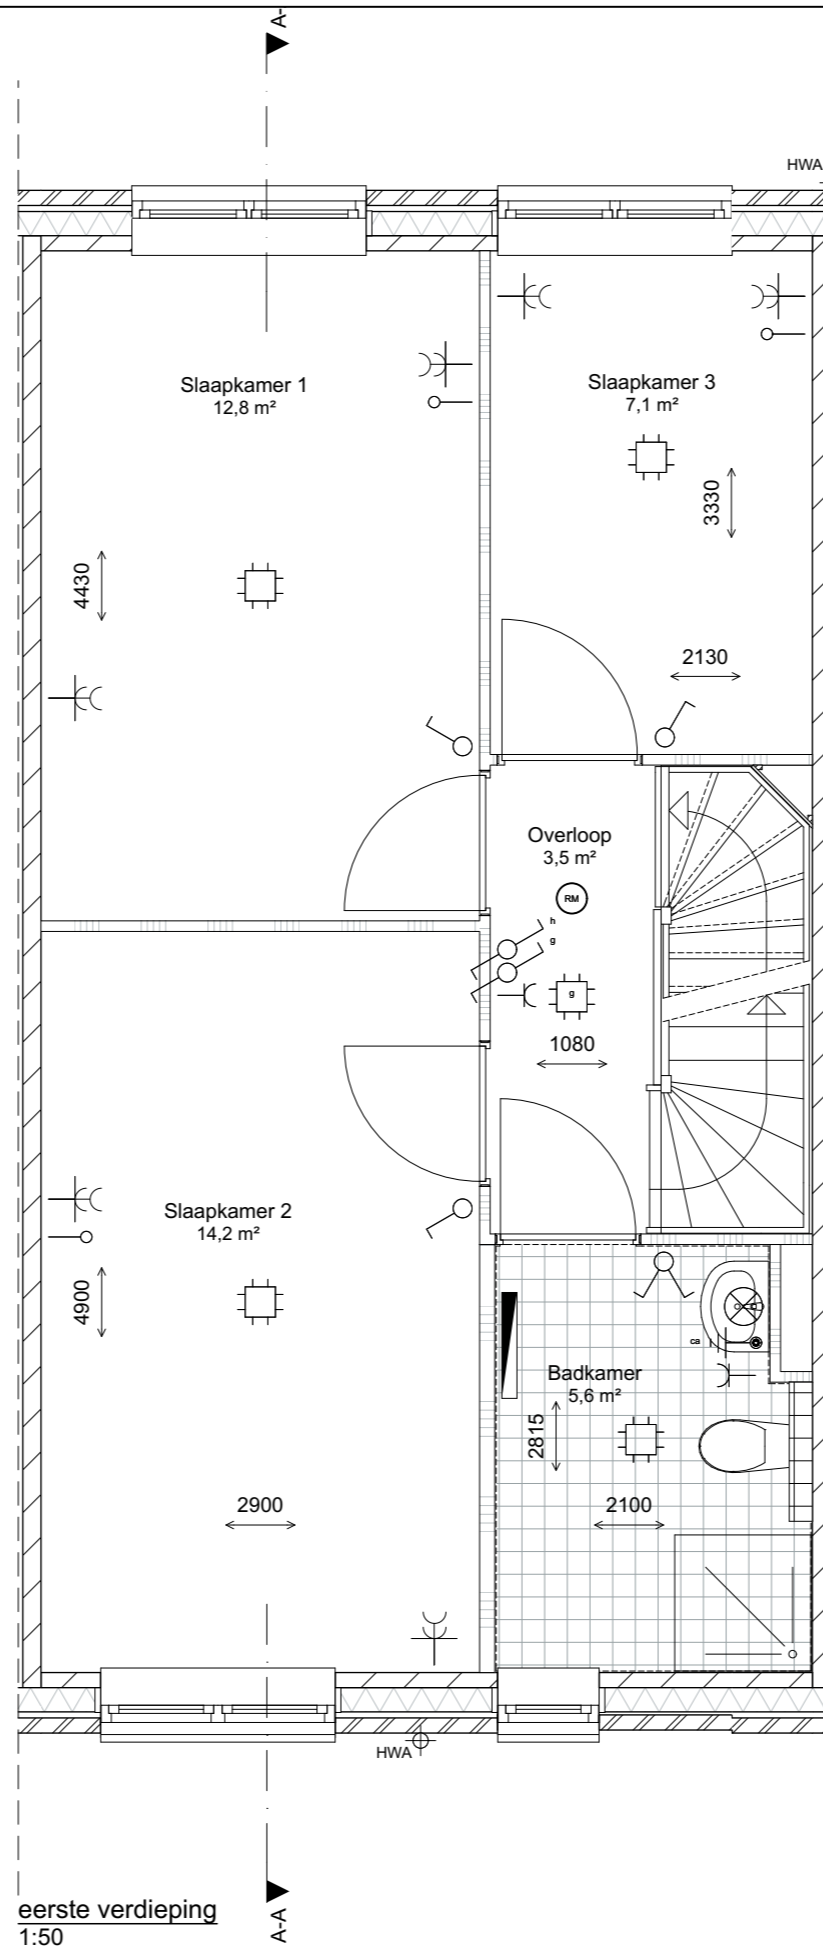 A-
HWA
Slaapkamer 1
12,8 m²
Slaapkamer 3
7,1 m²
3330
4430
2130
Overloop
3,5 m²
RM
h
g
g
1080
Slaapkamer 2
14,2 m²
4900
ca
Badkamer
5,6 m²
2815
2900
2100
HWA
A-A
eerste verdieping
1:50